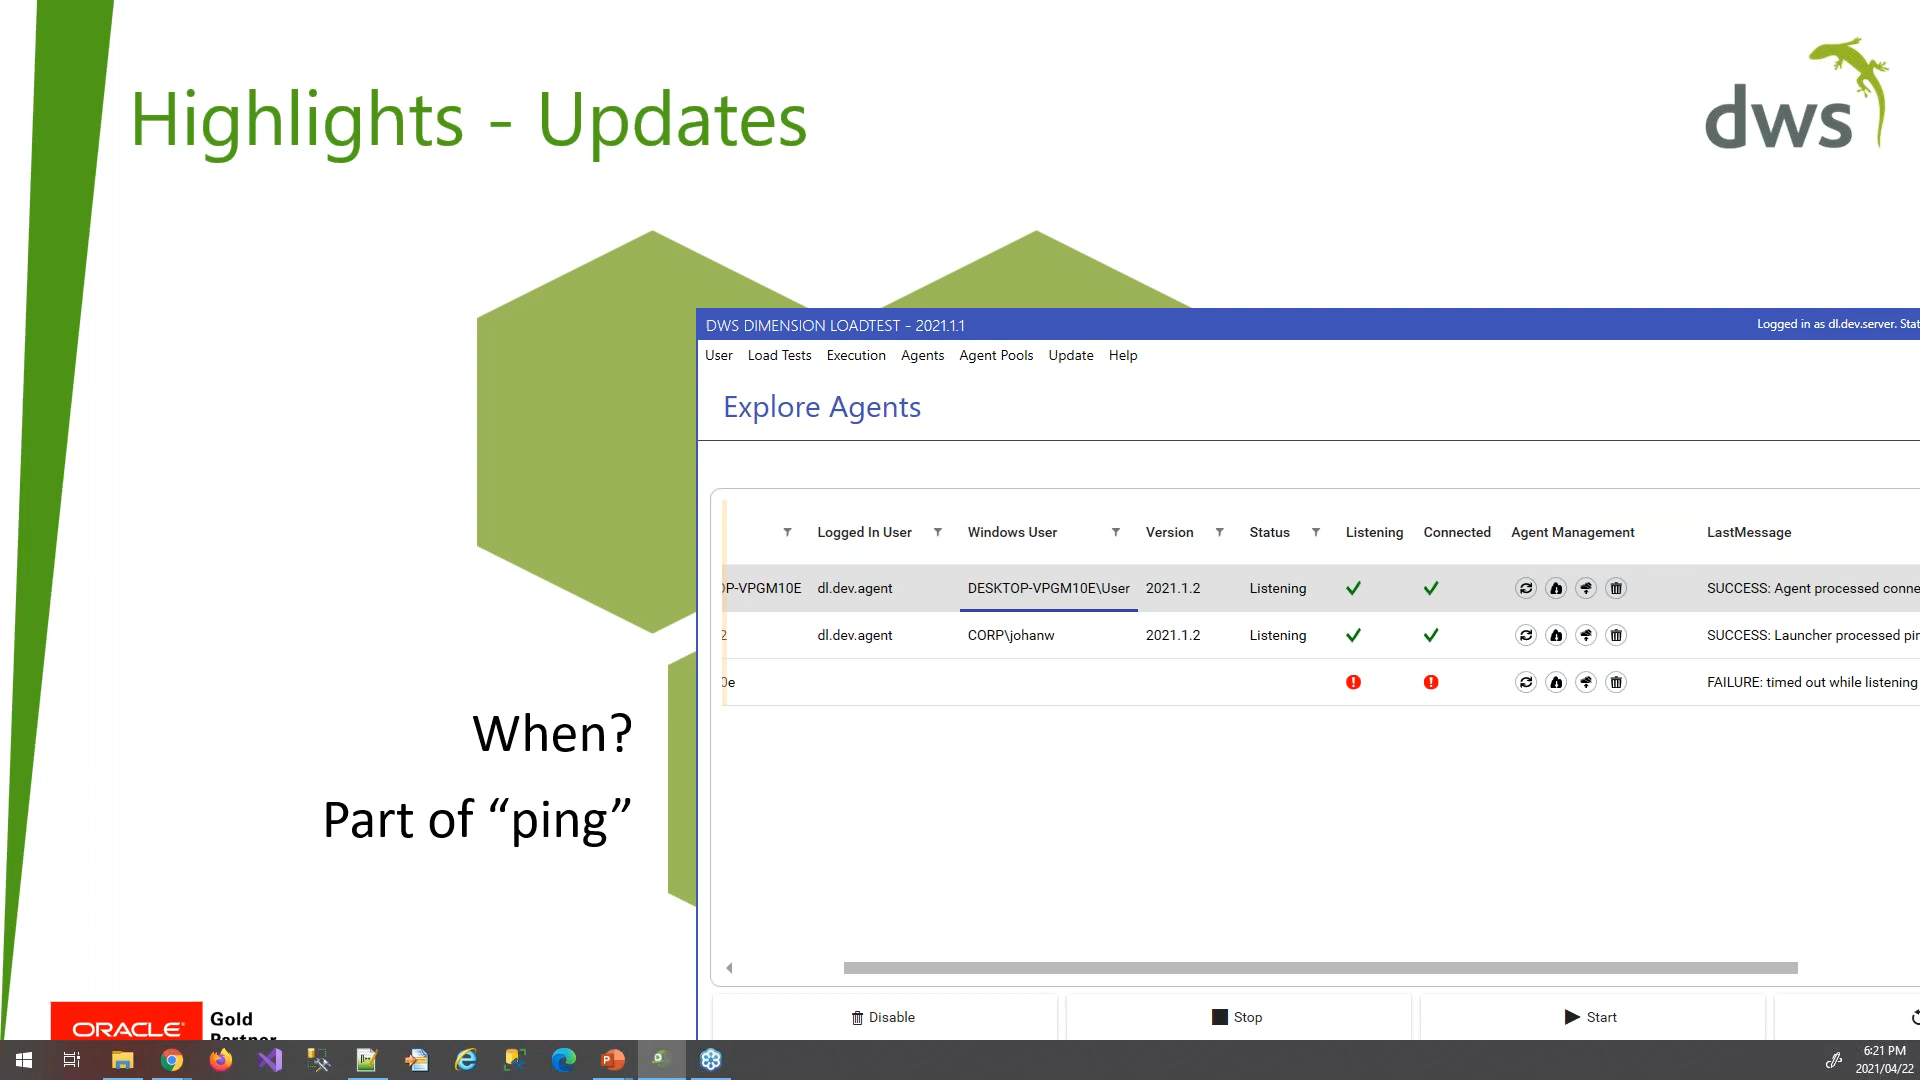 Highlights - Updates
dws
DWS DIMENSION LOADTEST - 2021.1.1
Logged in as dl.dev.server. Stat
User Load Tests Execution Agents Agent Pools Update Help
Explore Agents
Logged In User Windows User Version Status Listening Connected Agent Management LastMessage
OP-VPGM10E dl.dev.agent DESKTOP-VPGM10E\User 2021.1.2 Listening SUCCESS: Agent processed conne
2 dl.dev.agent CORP\johanw 2021.1.2 Listening SUCCESS: Launcher processed pin
0e FAILURE: timed out while listening
When?
Part of “ping”
Disable Stop Start
ORACLE Gold
Partner
6:21 PM
2021/04/22